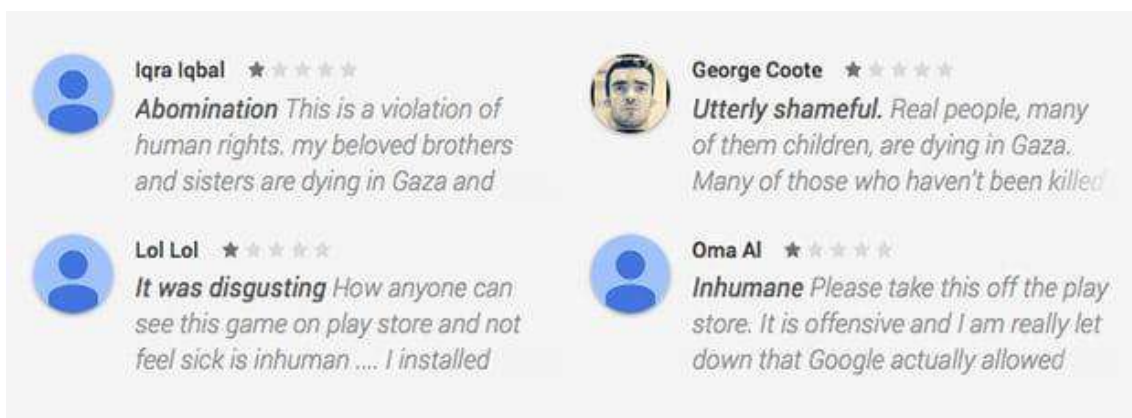 Iqra Iqbal
Abomination This is a violation of
human rights. my beloved brothers
and sisters are dying in Gaza and
George Coote
Utterly shameful. Real people, many
of them children, are dying in Gaza.
Many of those who haven't been killed
Lol Lol
It was disgusting How anyone can
see this game on play store and not
feel sick is inhuman .... I installed
Oma Al
Inhumane Please take this off the play
store. It is offensive and I am really let
down that Google actually allowed